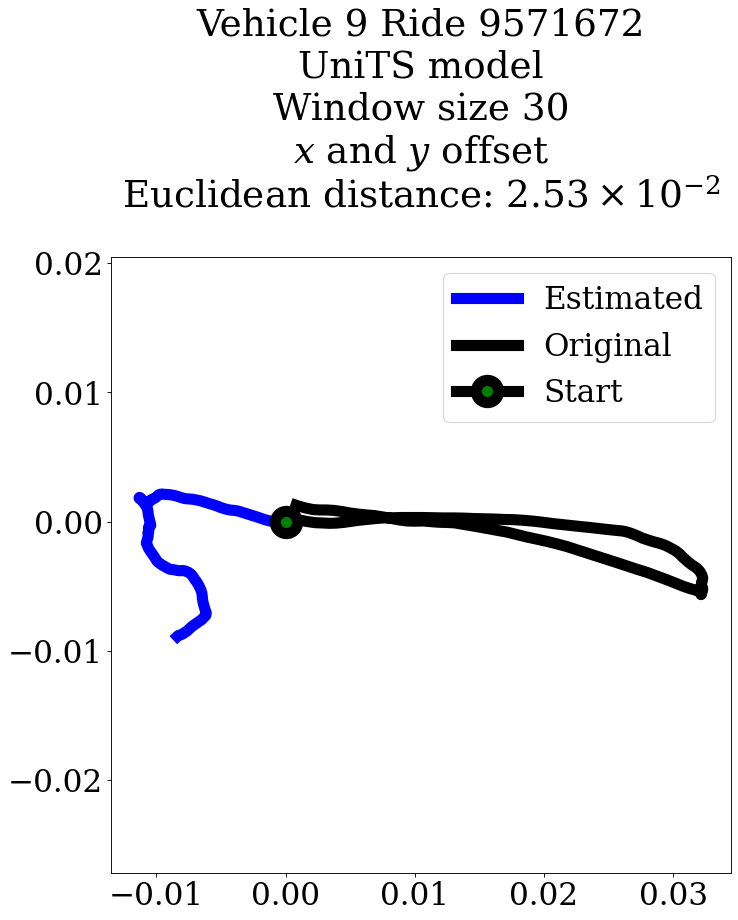 Vehicle 9 Ride 9571672
UniTS model
Window size 30
x and y offset
Euclidean distance: 2.53 × 10⁻²
0.02
0.01
0.00
−0.01
−0.02
Estimated
Original
Start
−0.01 0.00 0.01 0.02 0.03